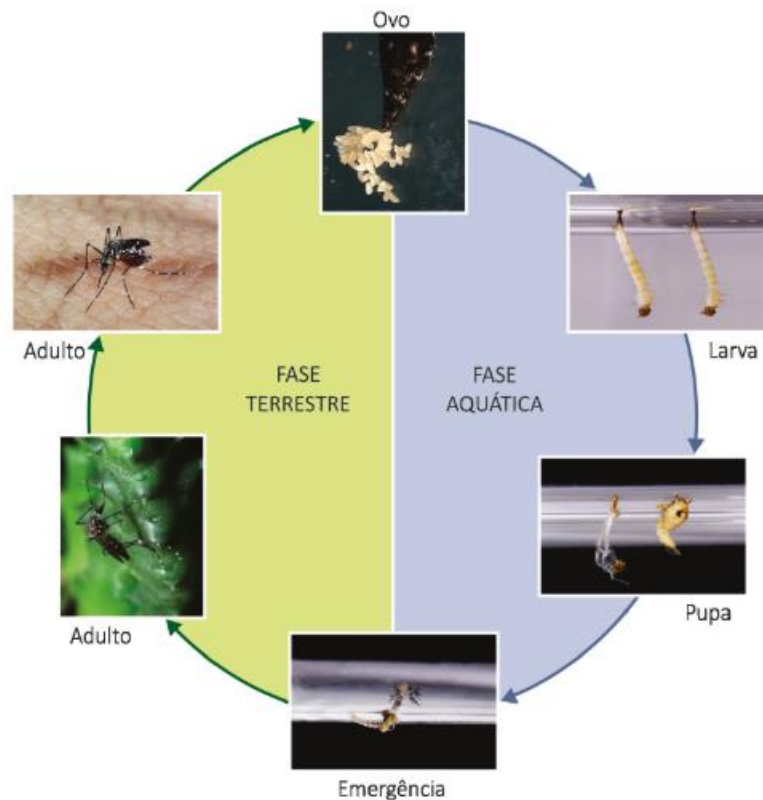 Ovo
Larva
Pupa
Emergência
Adulto
Adulto
FASE
TERRESTRE
FASE
AQUÁTICA